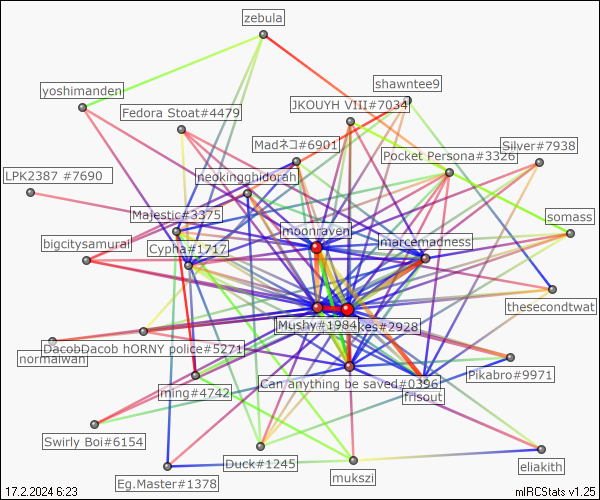 zebula
shawntee9
yoshimanden
JKOUYH VIII#7034
Fedora Stoat#4479
Madネコ#6901
Silver#7938
Pocket Persona#3326
LPK2387 #7690
neokingghidorah
Majestic#3375
somass
moonraven
bigcitysamurai
Cypha#1717
marcemadness
thesecondtwat
Mushy#1984
kes#2928
DacobDacob hORNY police#5271
normalwan
Pikabro#9971
Can anything be saved#0396
ming#4742
frisout
Swirly Boi#6154
Duck#1245
eliakith
mukszi
Eg.Master#1378
17.2.2024 6:23
mIRCStats v1.25